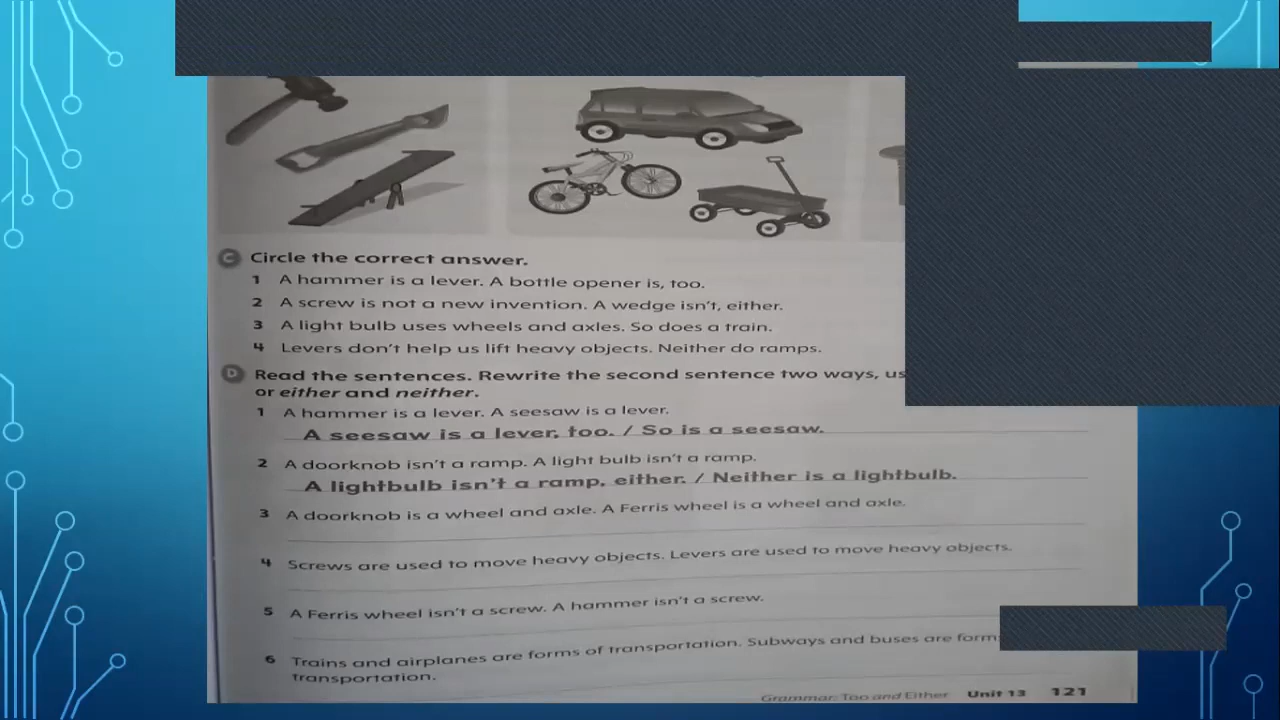 C Circle the correct answer.
1 A hammer is a lever. A bottle opener is, too.
2 A screw is not a new invention. A wedge isn't, either.
3 A light bulb uses wheels and axles. So does a train.
4 Levers don't help us lift heavy objects. Neither do ramps.
D Read the sentences. Rewrite the second sentence two ways,
or either and neither.
1 A hammer is a lever. A seesaw is a lever.
A seesaw is a lever, too. / So is a seesaw.
2 A doorknob isn't a ramp. A light bulb isn't a ramp.
A lightbulb isn't a ramp, either. / Neither is a lightbulb.
3 A doorknob is a wheel and axle. A Ferris wheel is a wheel and axle.
4 Screws are used to move heavy objects. Levers are used to move heavy objects.
5 A Ferris wheel isn't a screw. A hammer isn't a screw.
6 Trains and airplanes are forms of transportation. Subways and buses are
transportation.
Grammar: Too and Either Unit 13 121